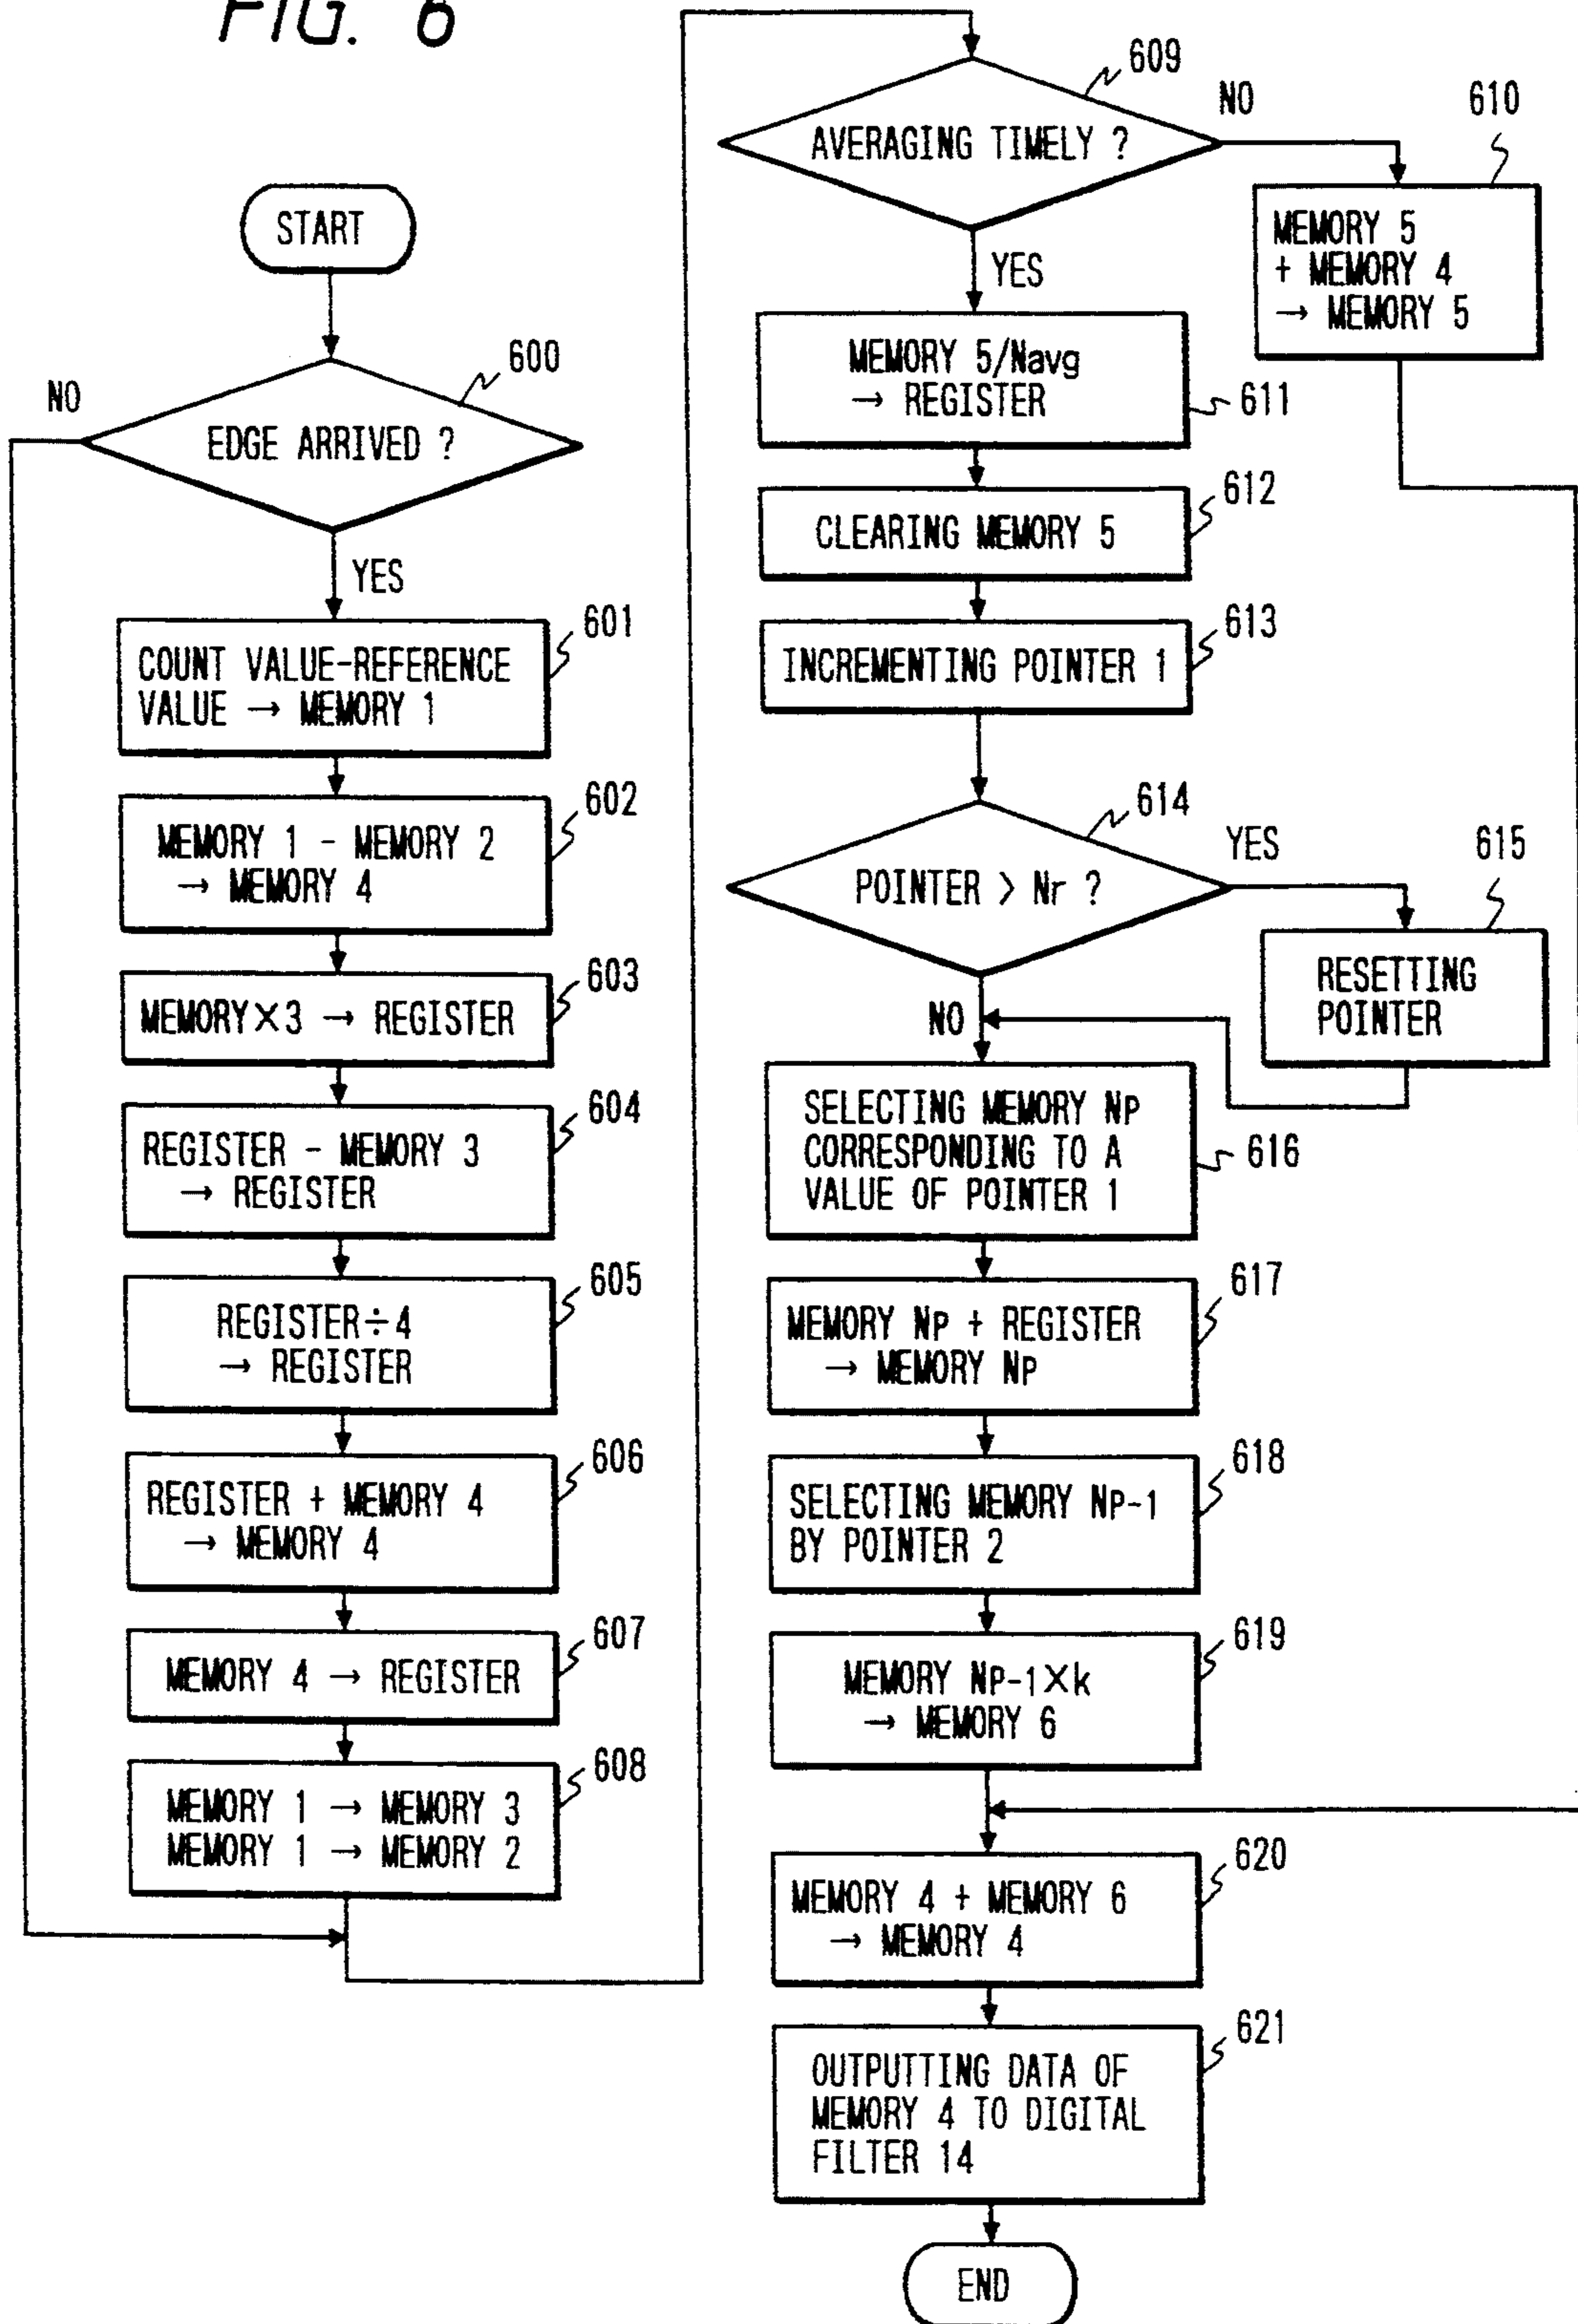 FIG. 6
START
600
NO
EDGE ARRIVED ?
YES
601
COUNT VALUE-REFERENCE
VALUE → MEMORY 1
602
MEMORY 1 - MEMORY 2
→ MEMORY 4
603
MEMORY×3 → REGISTER
604
REGISTER - MEMORY 3
→ REGISTER
605
REGISTER÷4
→ REGISTER
606
REGISTER + MEMORY 4
→ MEMORY 4
607
MEMORY 4 → REGISTER
608
MEMORY 1 → MEMORY 3
MEMORY 1 → MEMORY 2
609
AVERAGING TIMELY ?
NO
610
MEMORY 5
+ MEMORY 4
→ MEMORY 5
YES
MEMORY 5/Navg
→ REGISTER
611
612
CLEARING MEMORY 5
613
INCREMENTING POINTER 1
614
POINTER > Nr ?
YES
615
RESETTING
POINTER
NO
SELECTING MEMORY NP
CORRESPONDING TO A
VALUE OF POINTER 1
616
617
MEMORY NP + REGISTER
→ MEMORY NP
618
SELECTING MEMORY NP-1
BY POINTER 2
619
MEMORY NP-1×k
→ MEMORY 6
620
MEMORY 4 + MEMORY 6
→ MEMORY 4
621
OUTPUTTING DATA OF
MEMORY 4 TO DIGITAL
FILTER 14
END